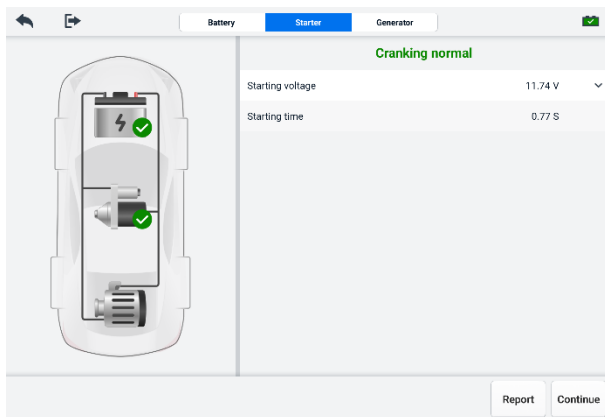 Battery Starter Generator
Cranking normal
Starting voltage 11.74 V
Starting time 0.77 S
Report Continue